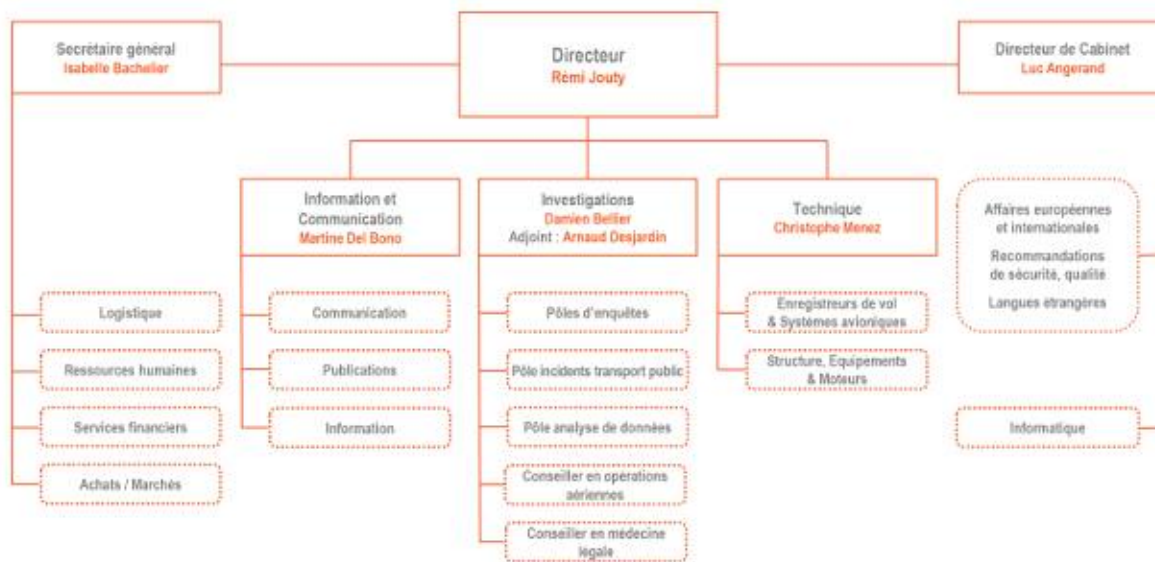 Secrétaire général
Isabelle Bachelier
Directeur
Rémi Jouty
Directeur de Cabinet
Luc Angerand
Information et
Communication
Martine Del Bono
Investigations
Damien Bellier
Adjoint : Arnaud Desjardin
Technique
Christophe Menez
Affaires européennes
et internationales
Recommandations
de sécurité, qualité
Langues étrangères
Logistique
Ressources humaines
Services financiers
Achats / Marchés
Communication
Publications
Information
Pôles d'enquêtes
Pôle incidents transport public
Pôle analyse de données
Conseiller en opérations
aériennes
Conseiller en médecine
légale
Enregistreurs de vol
& Systèmes avioniques
Structure, Equipements
& Moteurs
Informatique